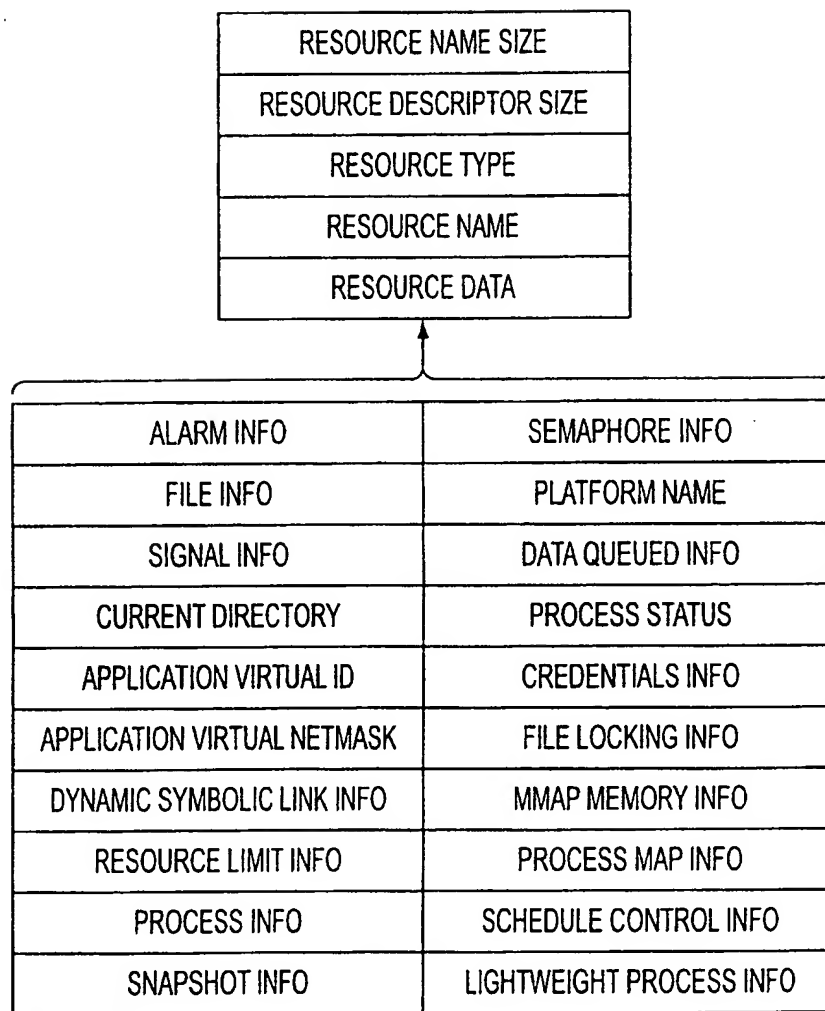 RESOURCE NAME SIZE
RESOURCE DESCRIPTOR SIZE
RESOURCE TYPE
RESOURCE NAME
RESOURCE DATA
ALARM INFO SEMAPHORE INFO
FILE INFO PLATFORM NAME
SIGNAL INFO DATA QUEUED INFO
CURRENT DIRECTORY PROCESS STATUS
APPLICATION VIRTUAL ID CREDENTIALS INFO
APPLICATION VIRTUAL NETMASK FILE LOCKING INFO
DYNAMIC SYMBOLIC LINK INFO MMAP MEMORY INFO
RESOURCE LIMIT INFO PROCESS MAP INFO
PROCESS INFO SCHEDULE CONTROL INFO
SNAPSHOT INFO LIGHTWEIGHT PROCESS INFO